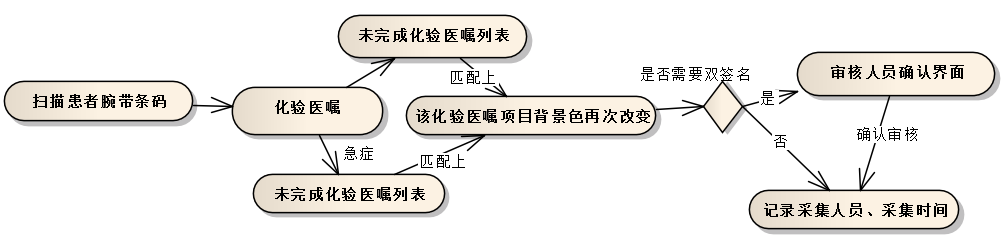 未完成化验医嘱列表
匹配上
是否需要双签名
审核人员确认界面
扫描患者腕带条码
化验医嘱
该化验医嘱项目背景色再次改变
是
急症
匹配上
否
确认审核
未完成化验医嘱列表
记录采集人员、采集时间